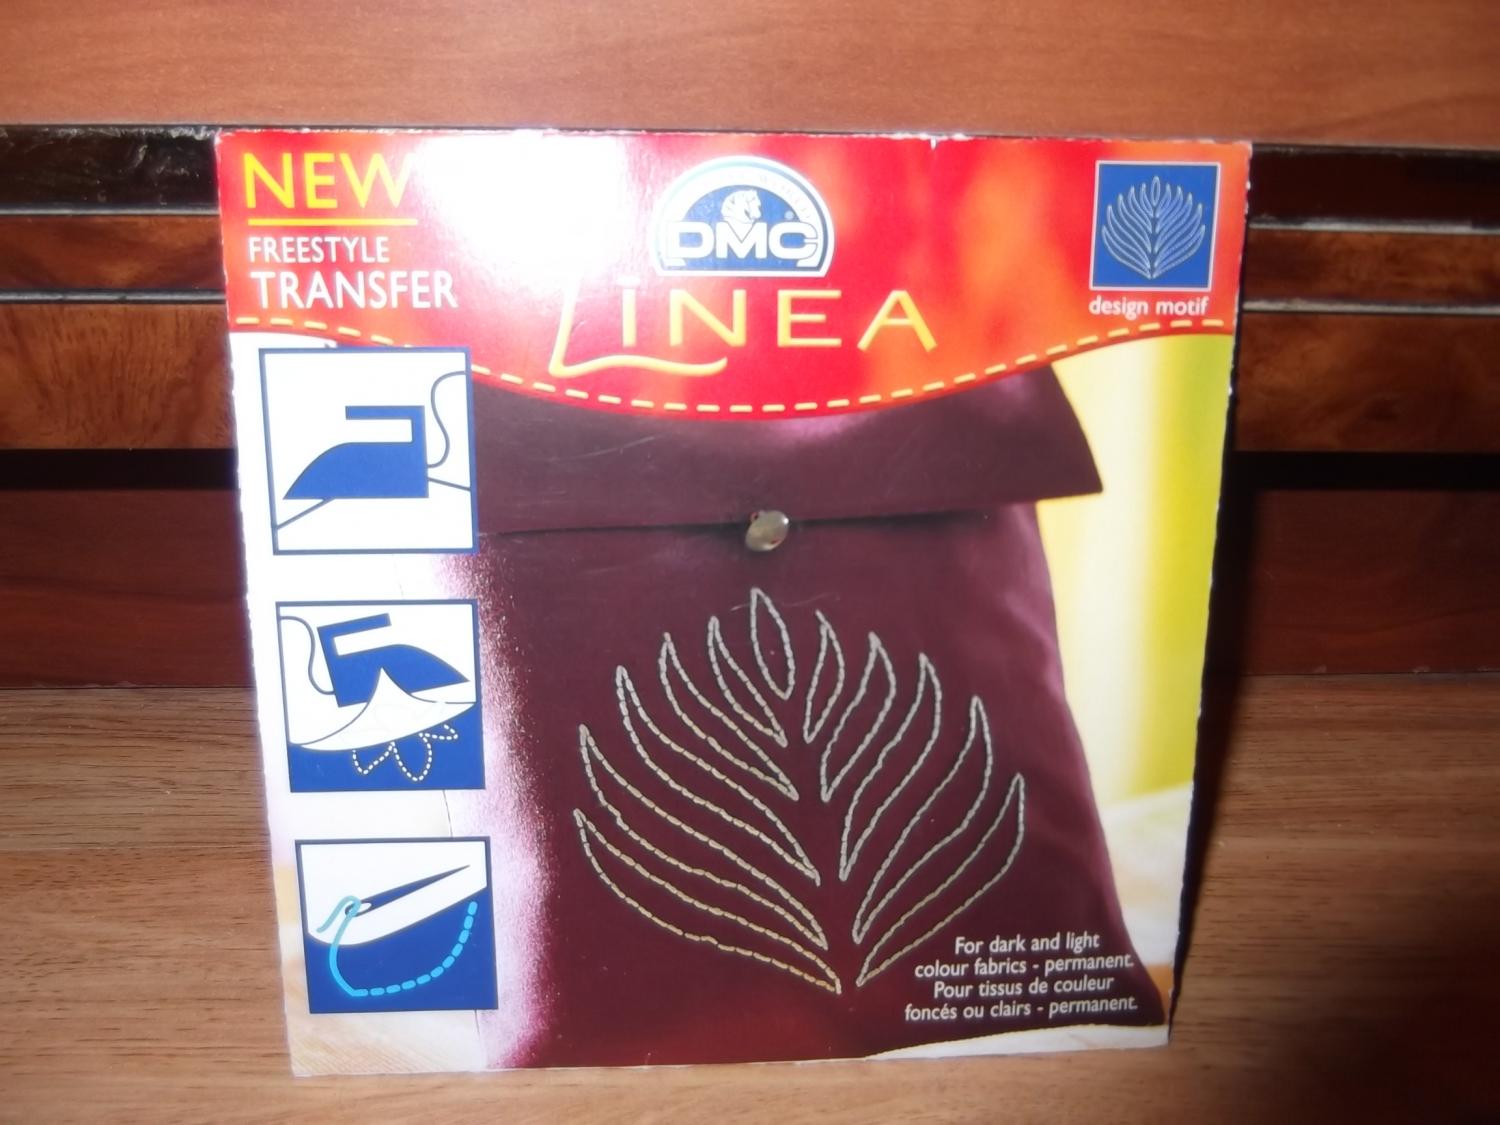 NEW
FREESTYLE
TRANSFER
DMC
LiNEA
design motif
For dark and light
colour fabrics - permanent.
Pour tissus de couleur
foncés ou clairs - permanent.